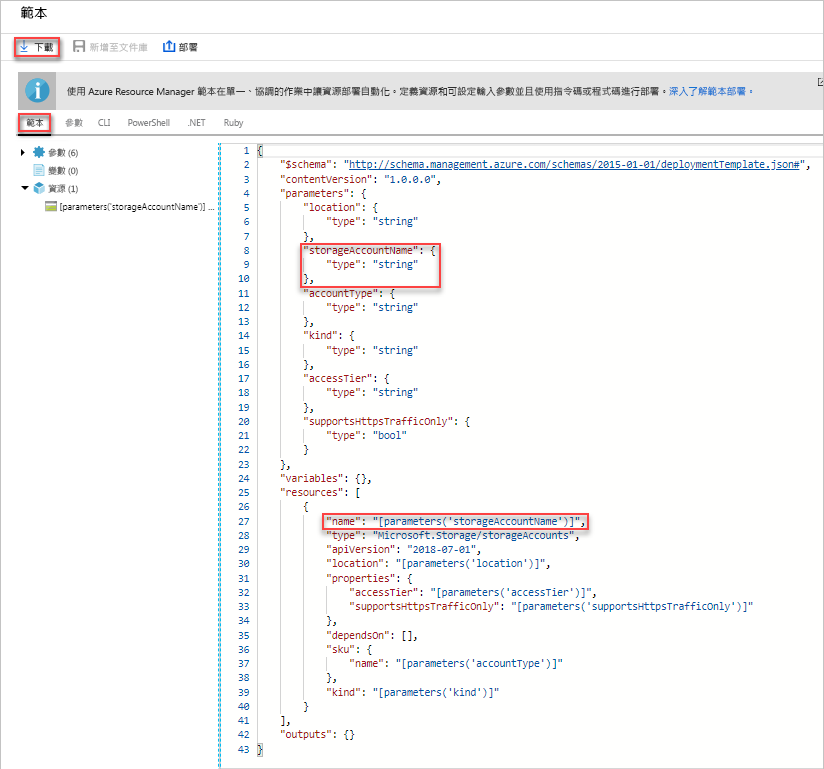 範本
下載 新增至文件庫 部署
使用 Azure Resource Manager 範本在單一、協調的作業中讓資源部署自動化。定義資源和可設定輸入參數並且使用指令碼或程式碼進行部署。深入了解範本部署。
範本 參數 CLI PowerShell .NET Ruby
參數 (6)
變數 (0)
資源 (1)
[parameters('storageAccountName')] ...
1 {
2 "$schema": "http://schema.management.azure.com/schemas/2015-01-01/deploymentTemplate.json#",
3 "contentVersion": "1.0.0.0",
4 "parameters": {
5 "location": {
6 "type": "string"
7 },
8 "storageAccountName": {
9 "type": "string"
10 },
11 "accountType": {
12 "type": "string"
13 },
14 "kind": {
15 "type": "string"
16 },
17 "accessTier": {
18 "type": "string"
19 },
20 "supportsHttpsTrafficOnly": {
21 "type": "bool"
22 }
23 },
24 "variables": {},
25 "resources": [
26 {
27 "name": "[parameters('storageAccountName')]",
28 "type": "Microsoft.Storage/storageAccounts",
29 "apiVersion": "2018-07-01",
30 "location": "[parameters('location')]",
31 "properties": {
32 "accessTier": "[parameters('accessTier')]",
33 "supportsHttpsTrafficOnly": "[parameters('supportsHttpsTrafficOnly')]"
34 },
35 "dependsOn": [],
36 "sku": {
37 "name": "[parameters('accountType')]"
38 },
39 "kind": "[parameters('kind')]"
40 }
41 ],
42 "outputs": {}
43 }